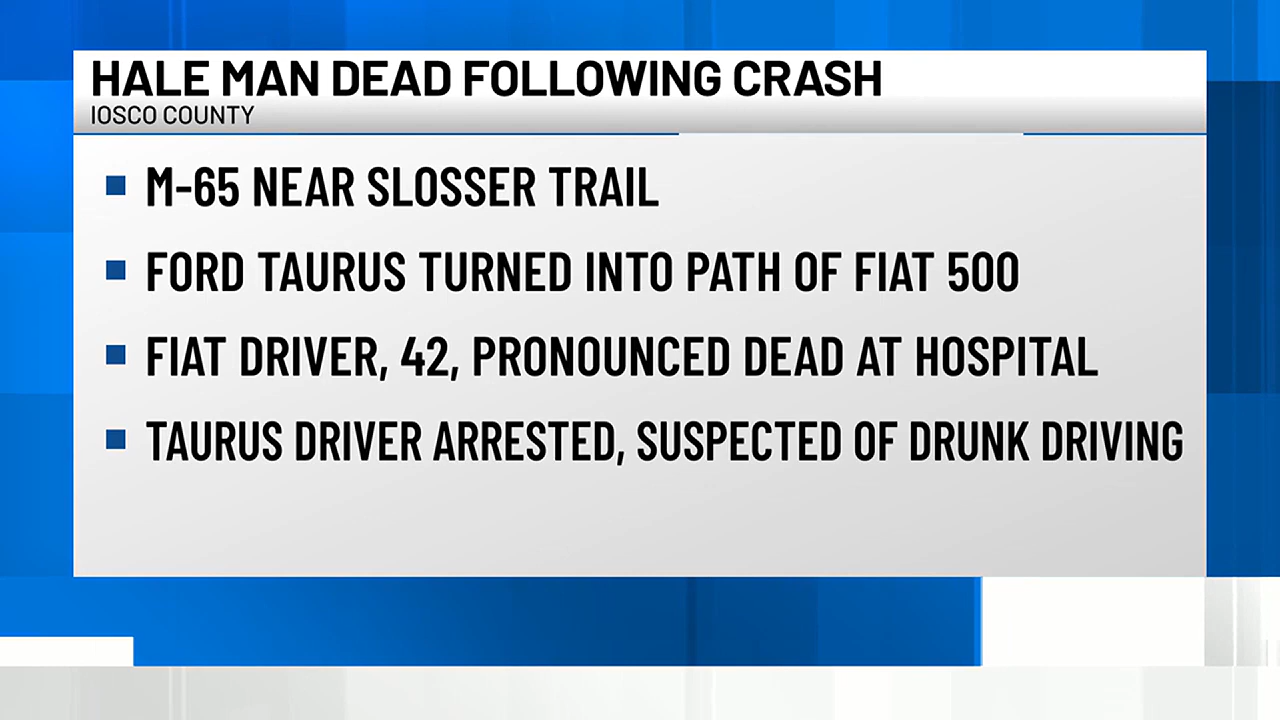 HALE MAN DEAD FOLLOWING CRASH
IOSCO COUNTY
M-65 NEAR SLOSSER TRAIL
FORD TAURUS TURNED INTO PATH OF FIAT 500
FIAT DRIVER, 42, PRONOUNCED DEAD AT HOSPITAL
TAURUS DRIVER ARRESTED, SUSPECTED OF DRUNK DRIVING